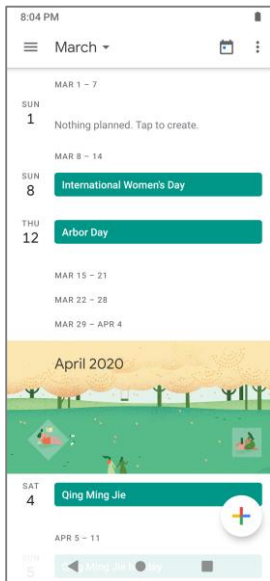 8:04 PM
March
MAR 1 – 7
SUN
1
Nothing planned. Tap to create.
MAR 8 – 14
SUN
8
International Women's Day
THU
12
Arbor Day
MAR 15 – 21
MAR 22 – 28
MAR 29 – APR 4
April 2020
SAT
4
Qing Ming Jie
APR 5 – 11
SUN
5